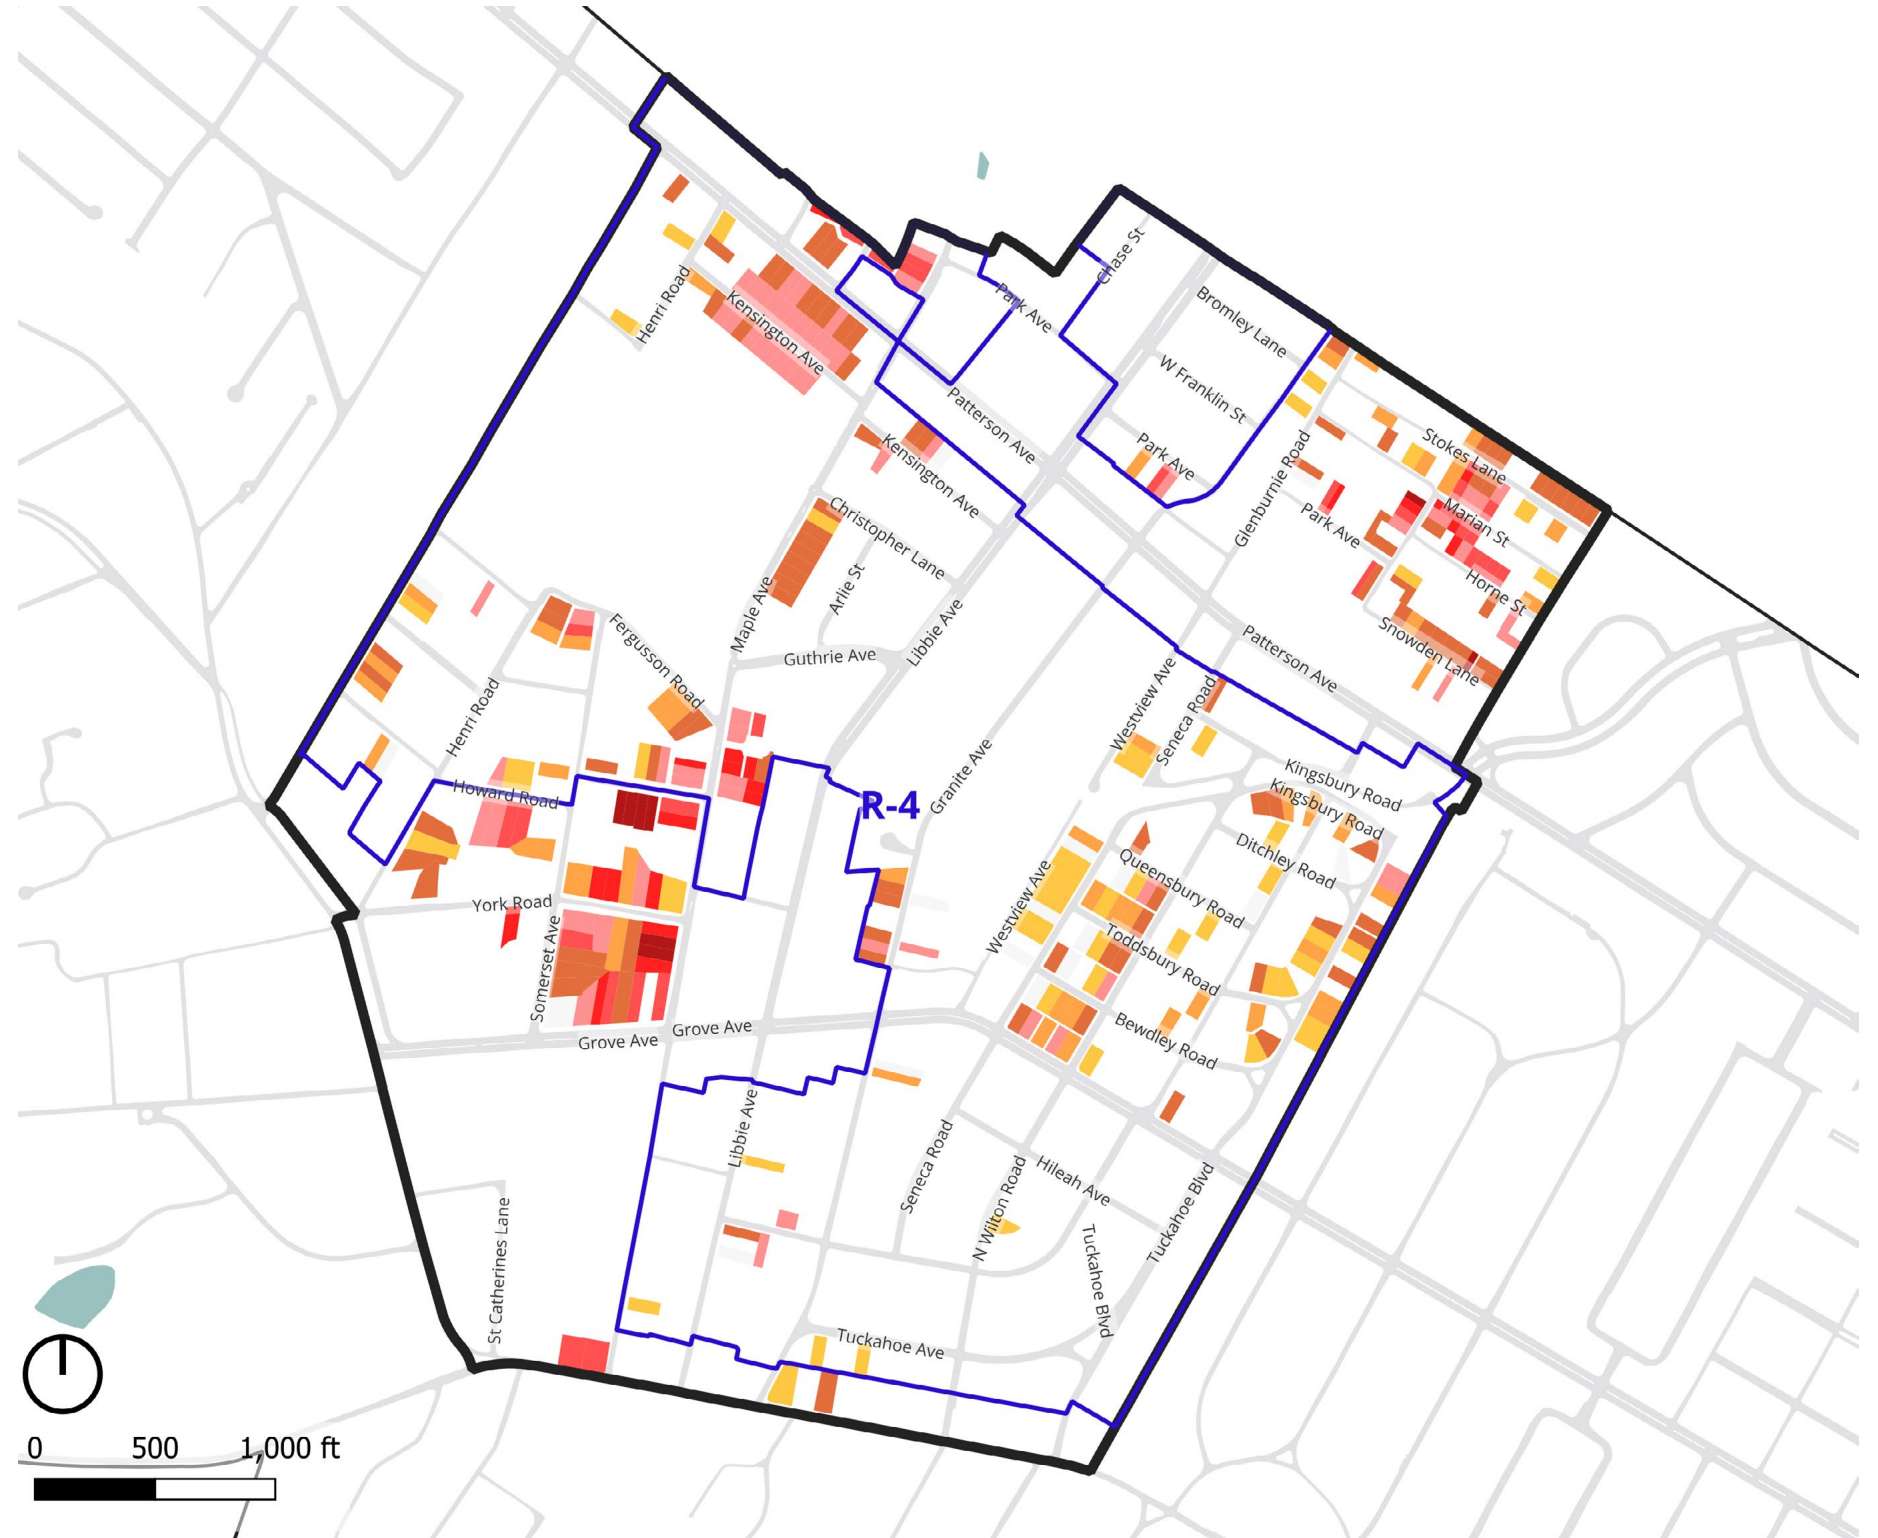 Chase St
Bromley Lane
Park Ave
Henri Road
Kensington Ave
W Franklin St
Patterson Ave
Park Ave
Stokes Lane
Kensington Ave
Glenburnie Road
Marian St
Park Ave
Christopher Lane
Horne St
Arlie St
Maple Ave
Libbie Ave
Snowden Lane
Fergusson Road
Guthrie Ave
Patterson Ave
Westview Ave
Seneca Road
Henri Road
Granite Ave
Kingsbury Road
Kingsbury Road
Howard Road
R-4
Ditchley Road
Queensbury Road
Westview Ave
York Road
Toddsbury Road
Somerset Ave
Grove Ave
Grove Ave
Bewdley Road
Libbie Ave
Seneca Road
Hileah Ave
N Wilton Road
Tuckahoe Blvd
St Catherines Lane
Tuckahoe Blvd
Tuckahoe Ave
0 500 1,000 ft